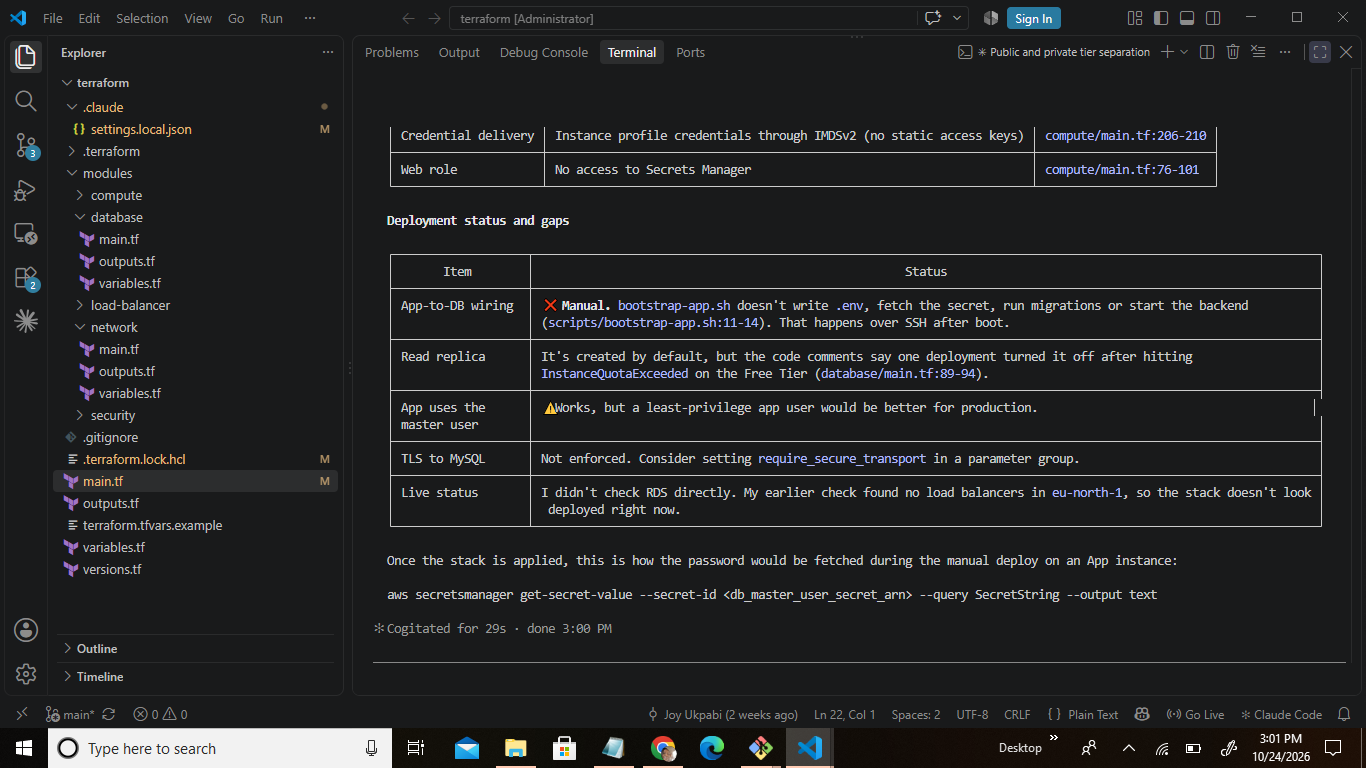 File Edit Selection View Go Run ··· terraform [Administrator] Sign In
Explorer ···
Problems Output Debug Console Terminal Ports ✳ Public and private tier separation
terraform
.claude
{} settings.local.json M
.terraform
modules
compute
database
main.tf
outputs.tf
variables.tf
load-balancer
network
main.tf
outputs.tf
variables.tf
security
.gitignore
.terraform.lock.hcl M
main.tf M
outputs.tf
terraform.tfvars.example
variables.tf
versions.tf
Outline
Timeline
3
2
Credential delivery Instance profile credentials through IMDSv2 (no static access keys) compute/main.tf:206-210
Web role No access to Secrets Manager compute/main.tf:76-101
Deployment status and gaps
Item Status
App-to-DB wiring ❌ Manual. bootstrap-app.sh doesn't write .env, fetch the secret, run migrations or start the backend
(scripts/bootstrap-app.sh:11-14). That happens over SSH after boot.
Read replica It's created by default, but the code comments say one deployment turned it off after hitting
InstanceQuotaExceeded on the Free Tier (database/main.tf:89-94).
App uses the ⚠Works, but a least-privilege app user would be better for production.
master user
TLS to MySQL Not enforced. Consider setting require_secure_transport in a parameter group.
Live status I didn't check RDS directly. My earlier check found no load balancers in eu-north-1, so the stack doesn't look
deployed right now.
Once the stack is applied, this is how the password would be fetched during the manual deploy on an App instance:
aws secretsmanager get-secret-value --secret-id <db_master_user_secret_arn> --query SecretString --output text
✻ Cogitated for 29s · done 3:00 PM
main* 0 0 Joy Ukpabi (2 weeks ago) Ln 22, Col 1 Spaces: 2 UTF-8 CRLF {} Plain Text Go Live Claude Code
Type here to search Desktop 3:01 PM
10/24/2026